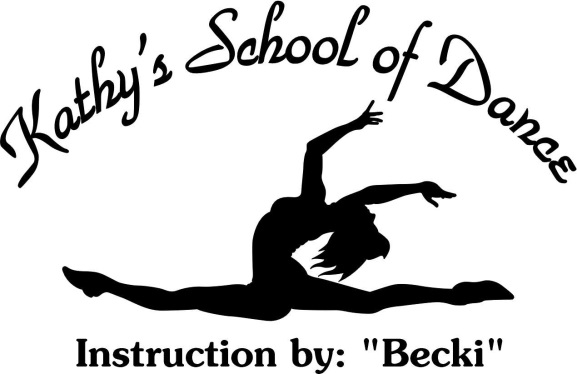 Kathy's School of Dance
Instruction by: "Becki"